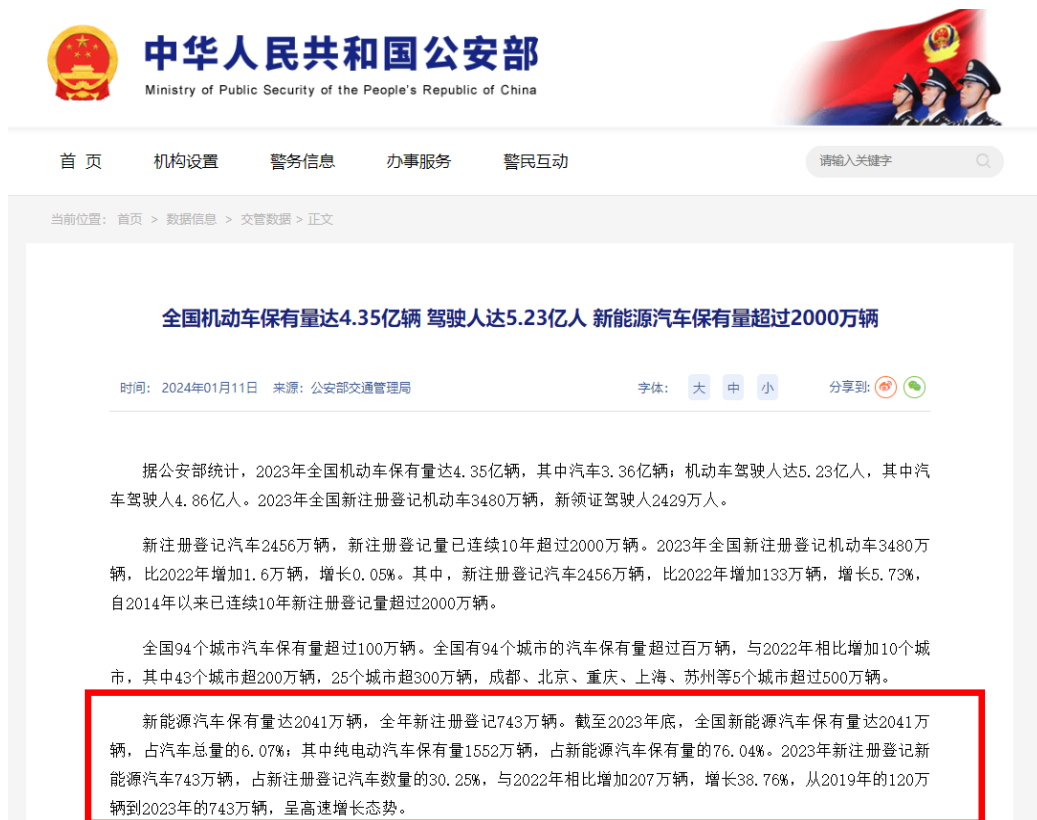 中华人民共和国公安部
Ministry of Public Security of the People's Republic of China
首 页 机构设置 警务信息 办事服务 警民互动 请输入关键字
当前位置： 首页 > 数据信息 > 交管数据 > 正文
全国机动车保有量达4.35亿辆 驾驶人达5.23亿人 新能源汽车保有量超过2000万辆
时间： 2024年01月11日 来源：公安部交通管理局 字体： 大 中 小 分享到:
据公安部统计，2023年全国机动车保有量达4.35亿辆，其中汽车3.36亿辆；机动车驾驶人达5.23亿人，其中汽
车驾驶人4.86亿人。2023年全国新注册登记机动车3480万辆，新领证驾驶人2429万人。
新注册登记汽车2456万辆，新注册登记量已连续10年超过2000万辆。2023年全国新注册登记机动车3480万
辆，比2022年增加1.6万辆，增长0.05%。其中，新注册登记汽车2456万辆，比2022年增加133万辆，增长5.73%，
自2014年以来已连续10年新注册登记量超过2000万辆。
全国94个城市汽车保有量超过100万辆。全国有94个城市的汽车保有量超过百万辆，与2022年相比增加10个城
市，其中43个城市超200万辆，25个城市超300万辆，成都、北京、重庆、上海、苏州等5个城市超过500万辆。
新能源汽车保有量达2041万辆，全年新注册登记743万辆。截至2023年底，全国新能源汽车保有量达2041万
辆，占汽车总量的6.07%；其中纯电动汽车保有量1552万辆，占新能源汽车保有量的76.04%。2023年新注册登记新
能源汽车743万辆，占新注册登记汽车数量的30.25%，与2022年相比增加207万辆，增长38.76%，从2019年的120万
辆到2023年的743万辆，呈高速增长态势。